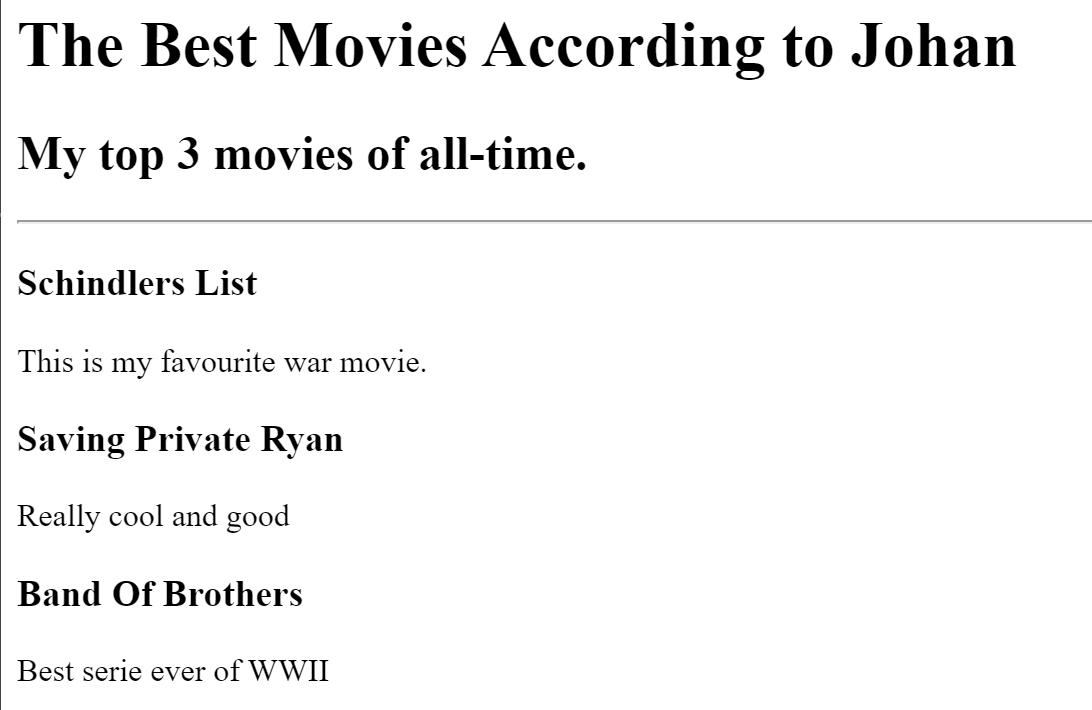 The Best Movies According to Johan
My top 3 movies of all-time.
Schindlers List
This is my favourite war movie.
Saving Private Ryan
Really cool and good
Band Of Brothers
Best serie ever of WWII